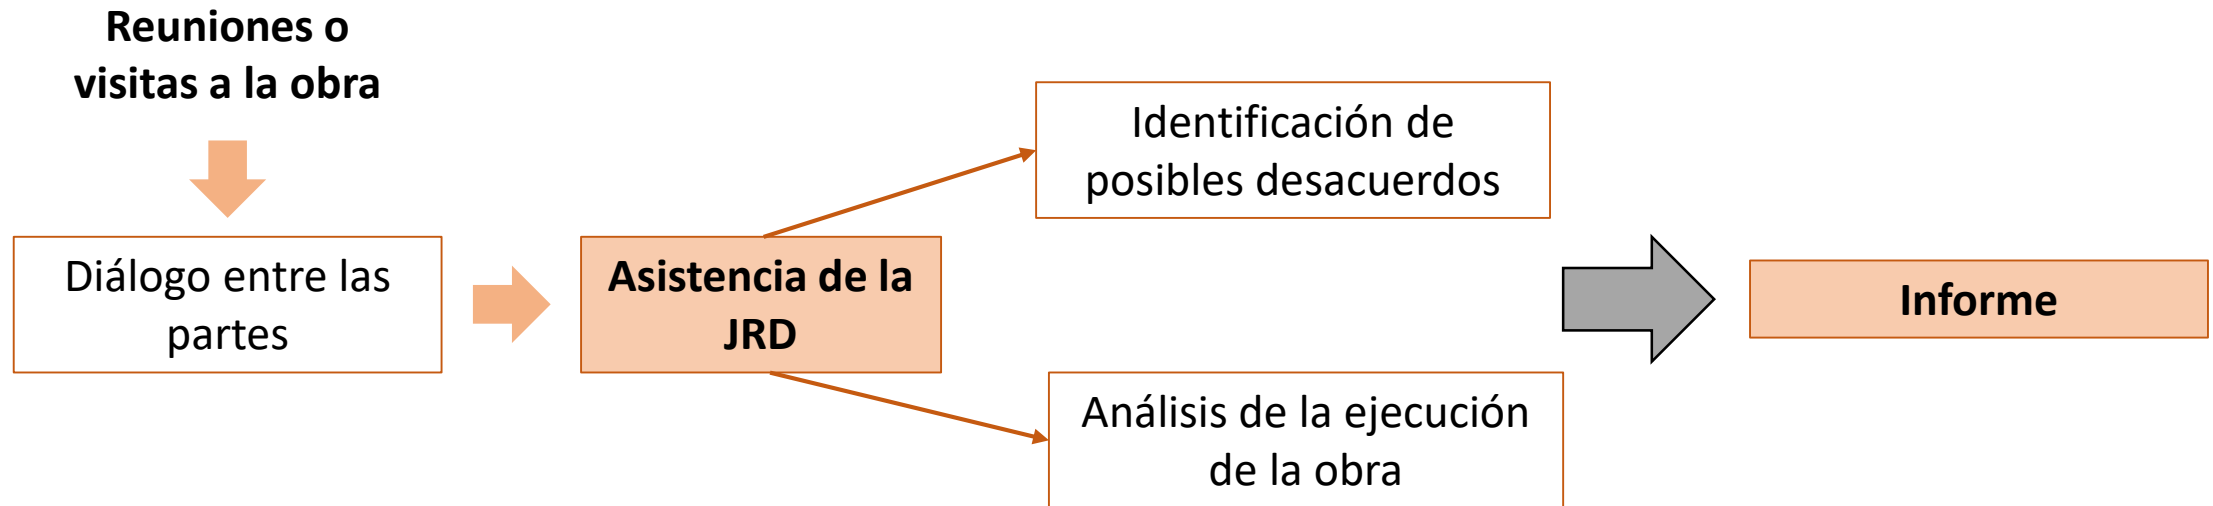 Reuniones o
visitas a la obra
Diálogo entre las
partes
Asistencia de la
JRD
Identificación de
posibles desacuerdos
Análisis de la ejecución
de la obra
Informe